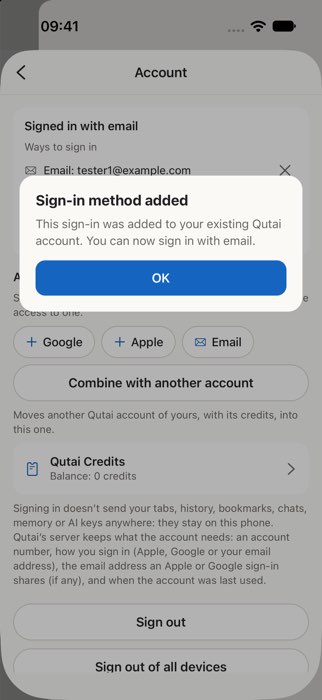 09:41
Account
Signed in with email
Ways to sign in
Email: tester1@example.com
Sign-in method added
This sign-in was added to your existing Qutai
account. You can now sign in with email.
OK
A
S
e
access to one.
+ Google
+ Apple
Email
Combine with another account
Moves another Qutai account of yours, with its credits, into
this one.
Qutai Credits
Balance: 0 credits
Signing in doesn't send your tabs, history, bookmarks, chats,
memory or AI keys anywhere: they stay on this phone.
Qutai's server keeps what the account needs: an account
number, how you sign in (Apple, Google or your email
address), the email address an Apple or Google sign-in
shares (if any), and when the account was last used.
Sign out
Sign out of all devices